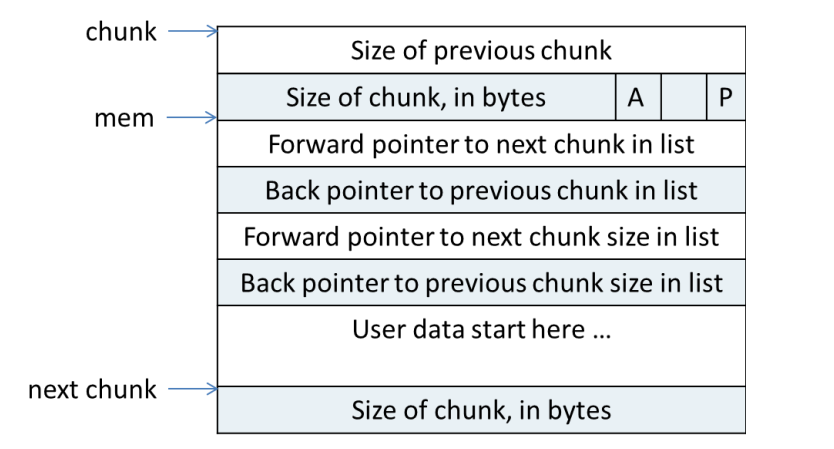 chunk
Size of previous chunk
Size of chunk, in bytes A P
mem
Forward pointer to next chunk in list
Back pointer to previous chunk in list
Forward pointer to next chunk size in list
Back pointer to previous chunk size in list
User data start here ...
next chunk
Size of chunk, in bytes